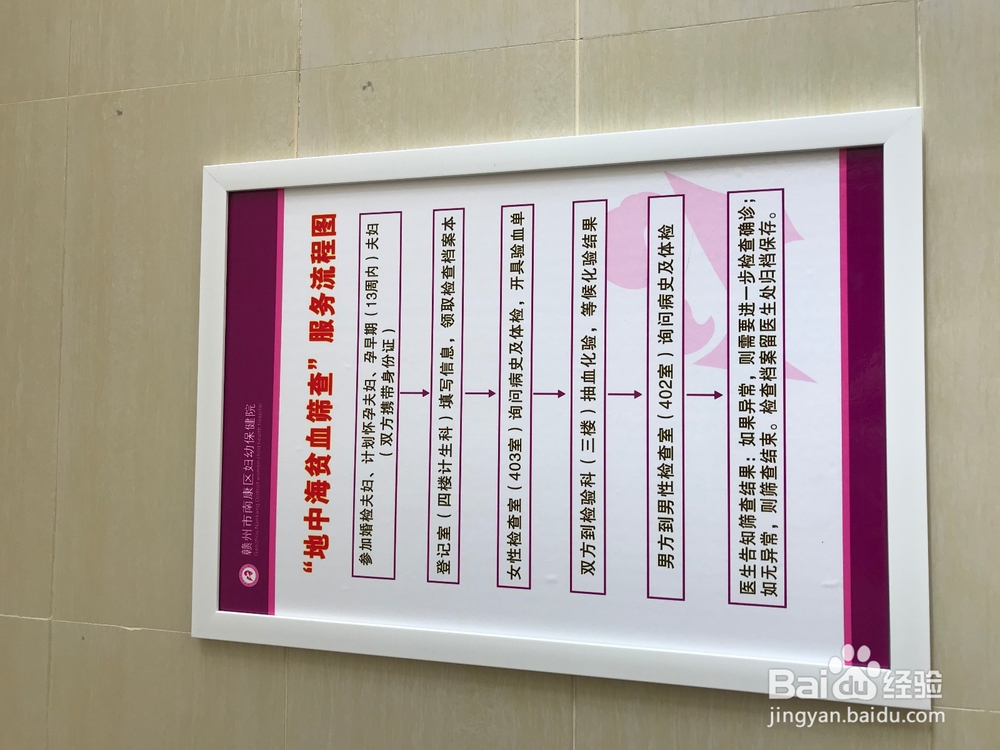 赣州市南康区妇幼保健院
“地中海贫血筛查”服务流程图
参加婚检夫妇、计划怀孕夫妇、孕早期（13周内）夫妇
（双方携带身份证）
登记室（四楼计生科）填写信息，领取检查档案本
女性检查室（403室）询问病史及体检，开具验血单
双方到检验科（三楼）抽血化验，等候化验结果
男方到男性检查室（402室）询问病史及体检
医生告知筛查结果：如果异常，则需要进一步检查确诊；
如无异常，则筛查结束。检查档案留医生处归档保存。
Baidu经验
jingyan.baidu.com